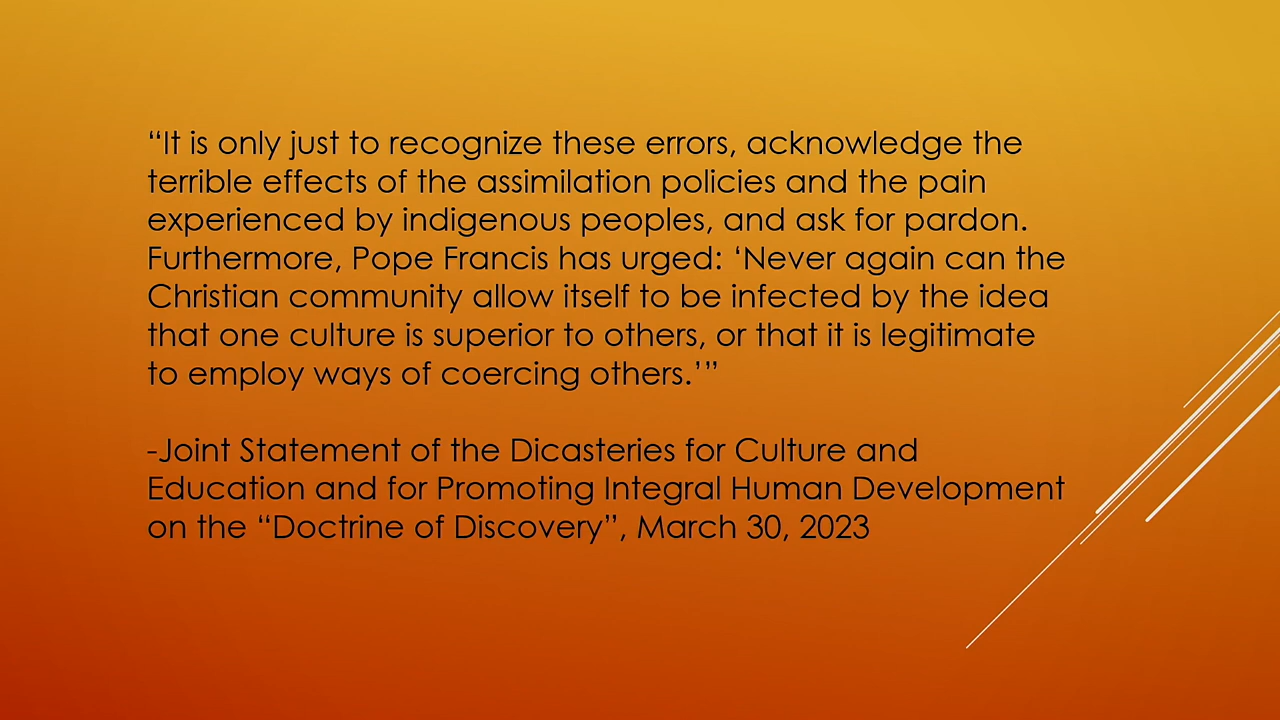 “It is only just to recognize these errors, acknowledge the
terrible effects of the assimilation policies and the pain
experienced by indigenous peoples, and ask for pardon.
Furthermore, Pope Francis has urged: ‘Never again can the
Christian community allow itself to be infected by the idea
that one culture is superior to others, or that it is legitimate
to employ ways of coercing others.’”
-Joint Statement of the Dicasteries for Culture and
Education and for Promoting Integral Human Development
on the “Doctrine of Discovery”, March 30, 2023